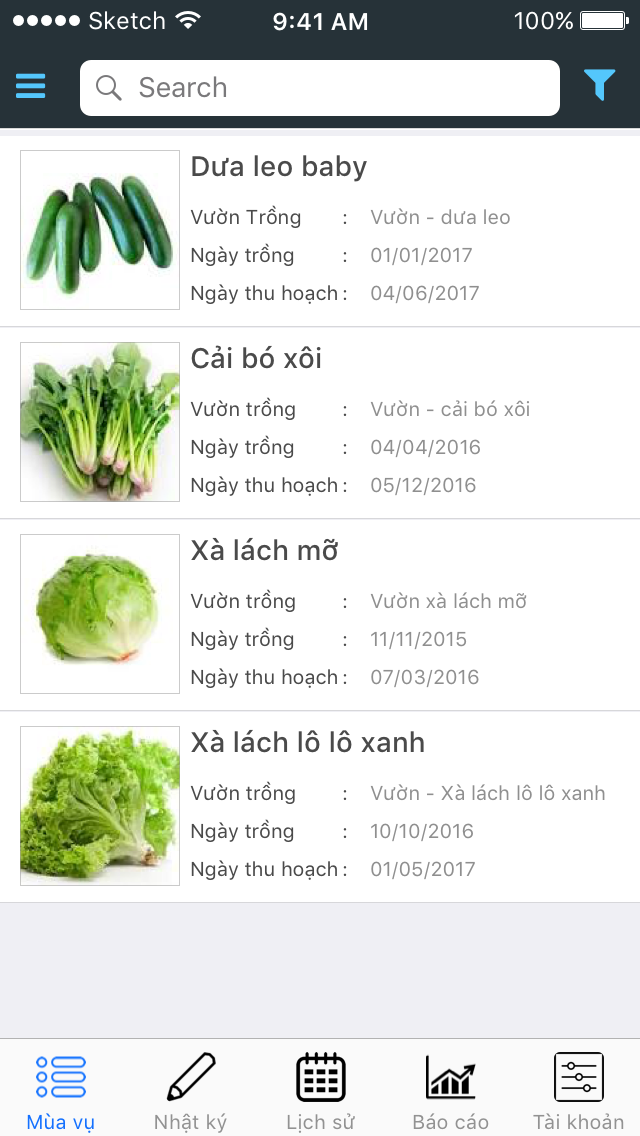 Sketch 9:41 AM 100%
Search
Dưa leo baby
Vườn Trồng : Vườn - dưa leo
Ngày trồng : 01/01/2017
Ngày thu hoạch : 04/06/2017
Cải bó xôi
Vườn trồng : Vườn - cải bó xôi
Ngày trồng : 04/04/2016
Ngày thu hoạch : 05/12/2016
Xà lách mỡ
Vườn trồng : Vườn xà lách mỡ
Ngày trồng : 11/11/2015
Ngày thu hoạch : 07/03/2016
Xà lách lô lô xanh
Vườn trồng : Vườn - Xà lách lô lô xanh
Ngày trồng : 10/10/2016
Ngày thu hoạch : 01/05/2017
Mùa vụ Nhật ký Lịch sử Báo cáo Tài khoản